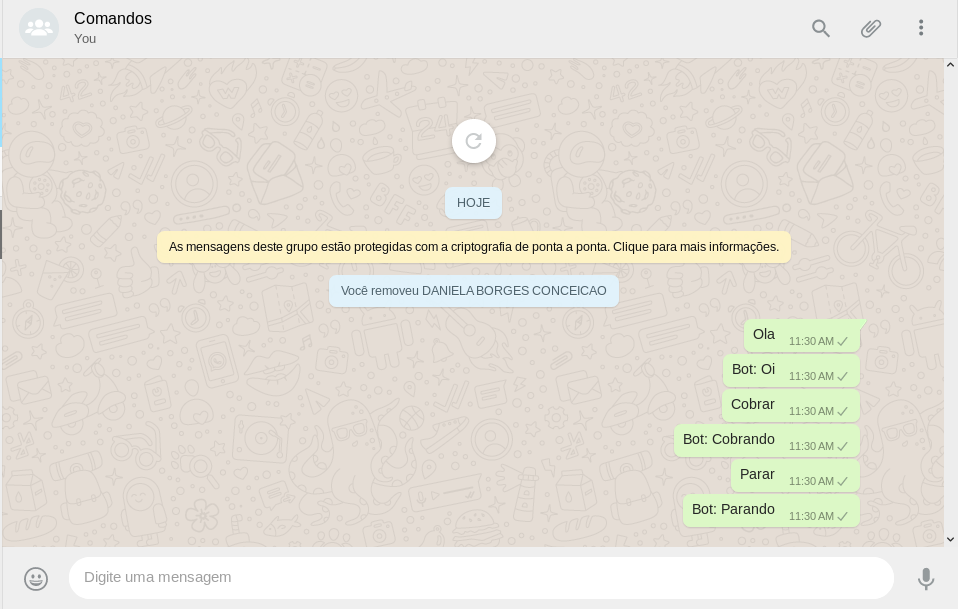 Comandos
You
HOJE
As mensagens deste grupo estão protegidas com a criptografia de ponta a ponta. Clique para mais informações.
Você removeu DANIELA BORGES CONCEICAO
Ola 11:30 AM
Bot: Oi 11:30 AM
Cobrar 11:30 AM
Bot: Cobrando 11:30 AM
Parar 11:30 AM
Bot: Parando 11:30 AM
Digite uma mensagem